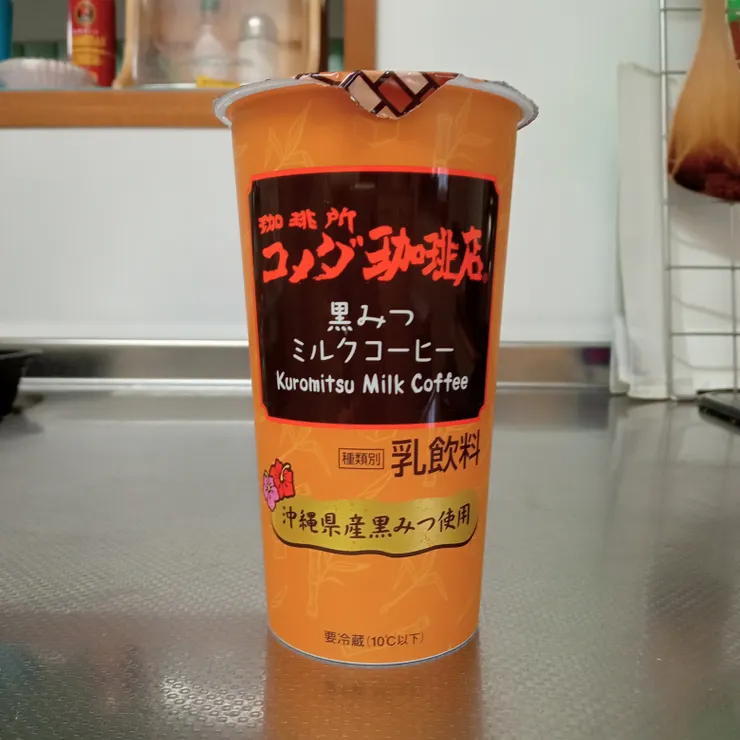 珈琲所
コメダ珈琲店
黒みつ
ミルクコーヒー
Kuromitsu Milk Coffee
種類別 乳飲料
沖縄県産黒みつ使用
要冷蔵(10℃以下)